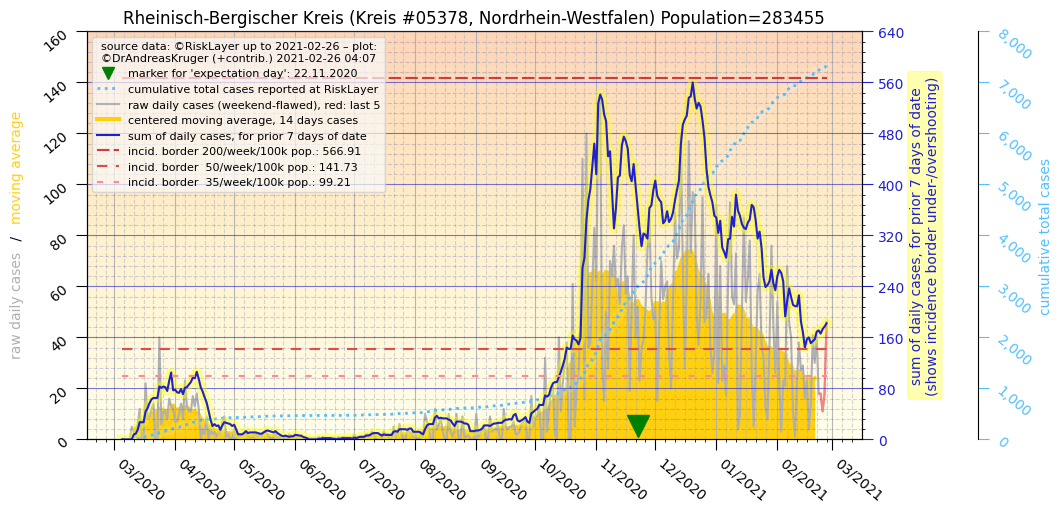 Rheinisch-Bergischer Kreis (Kreis #05378, Nordrhein-Westfalen) Population=283455
source data: ©RiskLayer up to 2021-02-26 – plot:
©DrAndreasKruger (+contrib.) 2021-02-26 04:07
marker for 'expectation day': 22.11.2020
cumulative total cases reported at RiskLayer
raw daily cases (weekend-flawed), red: last 5
centered moving average, 14 days cases
sum of daily cases, for prior 7 days of date
incid. border 200/week/100k pop.: 566.91
incid. border  50/week/100k pop.: 141.73
incid. border  35/week/100k pop.: 99.21
raw daily cases / moving average
160
140
120
100
80
60
40
20
0
640
560
480
400
320
240
160
80
0
sum of daily cases, for prior 7 days of date
(shows incidence border under-/overshooting)
8,000
7,000
6,000
5,000
4,000
3,000
2,000
1,000
0
cumulative total cases
03/2020
04/2020
05/2020
06/2020
07/2020
08/2020
09/2020
10/2020
11/2020
12/2020
01/2021
02/2021
03/2021